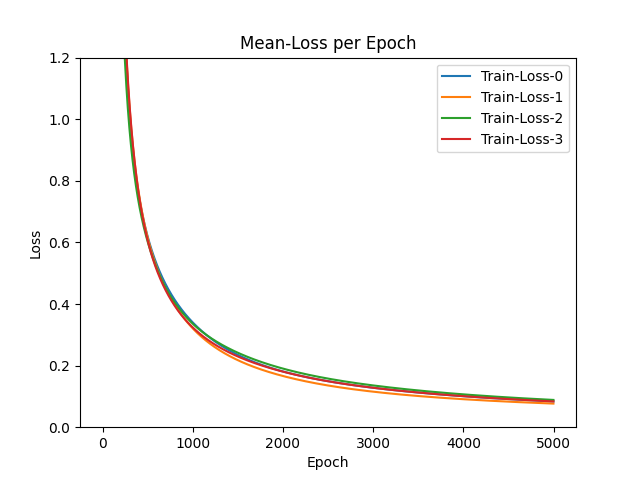 Mean-Loss per Epoch
Train-Loss-0
Train-Loss-1
Train-Loss-2
Train-Loss-3
Loss
1.2
1.0
0.8
0.6
0.4
0.2
0.0
0 1000 2000 3000 4000 5000
Epoch